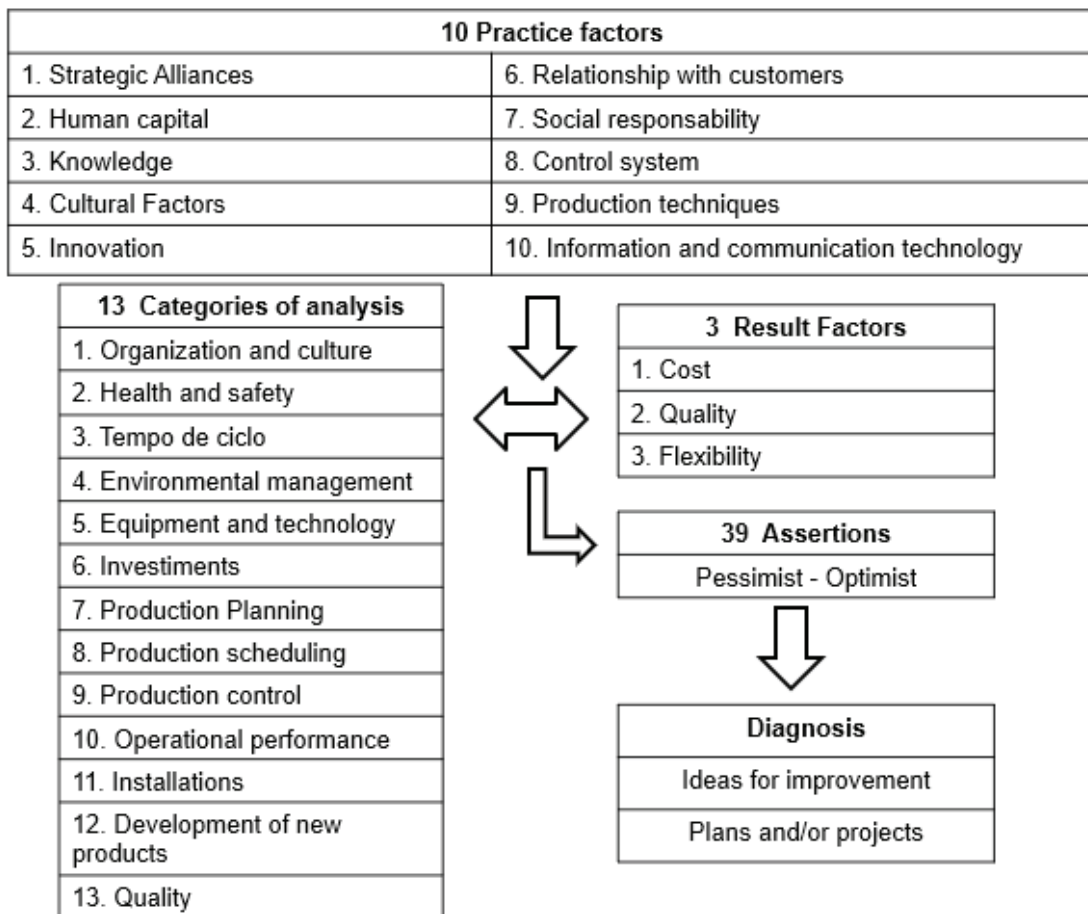 10 Practice factors
1. Strategic Alliances
6. Relationship with customers
2. Human capital
7. Social responsability
3. Knowledge
8. Control system
4. Cultural Factors
9. Production techniques
5. Innovation
10. Information and communication technology
13 Categories of analysis
1. Organization and culture
2. Health and safety
3. Tempo de ciclo
4. Environmental management
5. Equipment and technology
6. Investiments
7. Production Planning
8. Production scheduling
9. Production control
10. Operational performance
11. Installations
12. Development of new
products
13. Quality
3 Result Factors
1. Cost
2. Quality
3. Flexibility
39 Assertions
Pessimist - Optimist
Diagnosis
Ideas for improvement
Plans and/or projects